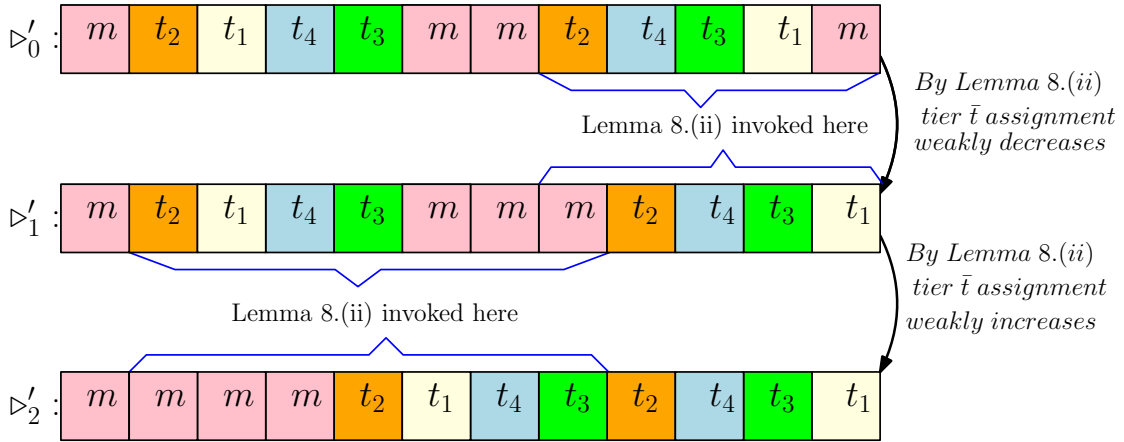 ▷′₀ : m t₂ t₁ t₄ t₃ m m t₂ t₄ t₃ t₁ m
By Lemma 8.(ii)
tier t̄ assignment
weakly decreases
Lemma 8.(ii) invoked here
▷′₁ : m t₂ t₁ t₄ t₃ m m m t₂ t₄ t₃ t₁
By Lemma 8.(ii)
tier t̄ assignment
weakly increases
Lemma 8.(ii) invoked here
▷′₂ : m m m m t₂ t₁ t₄ t₃ t₂ t₄ t₃ t₁